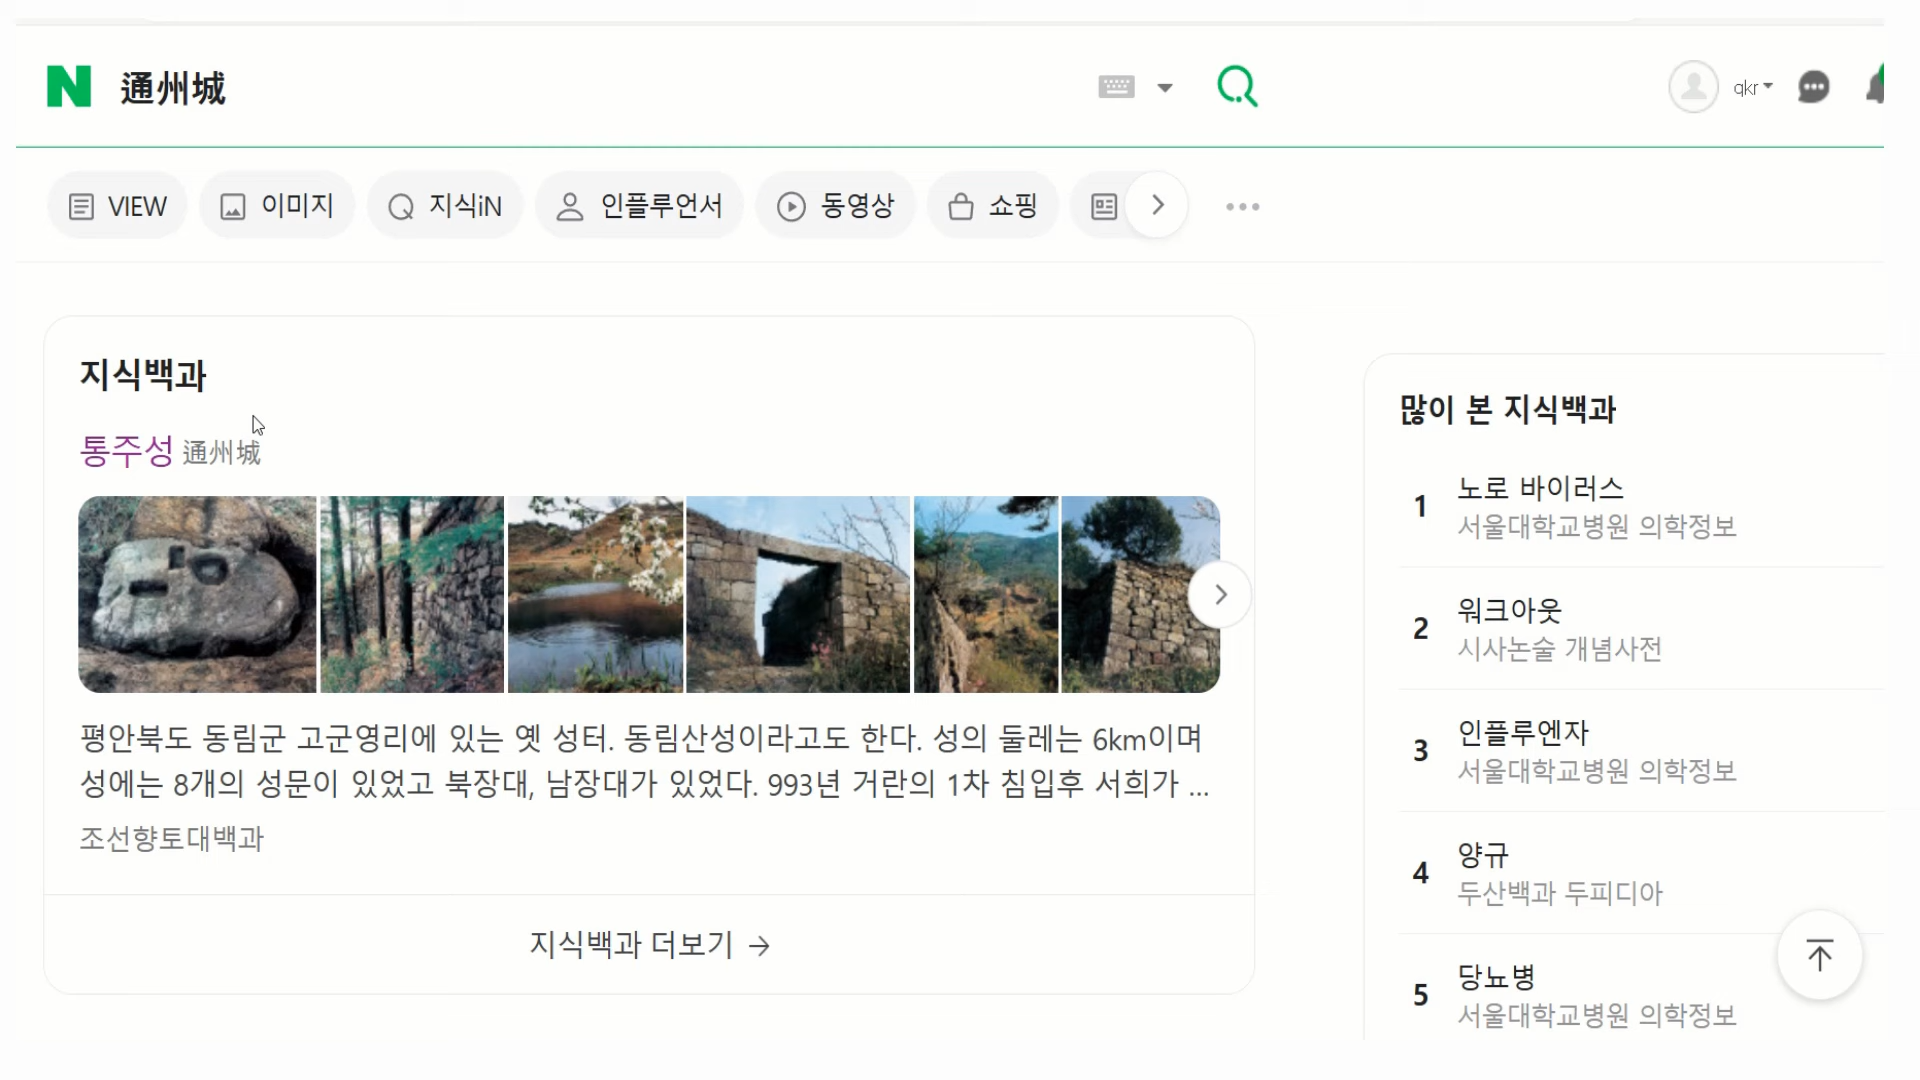 N 通州城
qkr
VIEW 이미지 지식iN 인플루언서 동영상 쇼핑
지식백과
통주성 通州城
평안북도 동림군 고군영리에 있는 옛 성터. 동림산성이라고도 한다. 성의 둘레는 6km이며
성에는 8개의 성문이 있었고 북장대, 남장대가 있었다. 993년 거란의 1차 침입후 서희가 ...
조선향토대백과
지식백과 더보기 →
많이 본 지식백과
1 노로 바이러스
서울대학교병원 의학정보
2 워크아웃
시사논술 개념사전
3 인플루엔자
서울대학교병원 의학정보
4 양규
두산백과 두피디아
5 당뇨병
서울대학교병원 의학정보